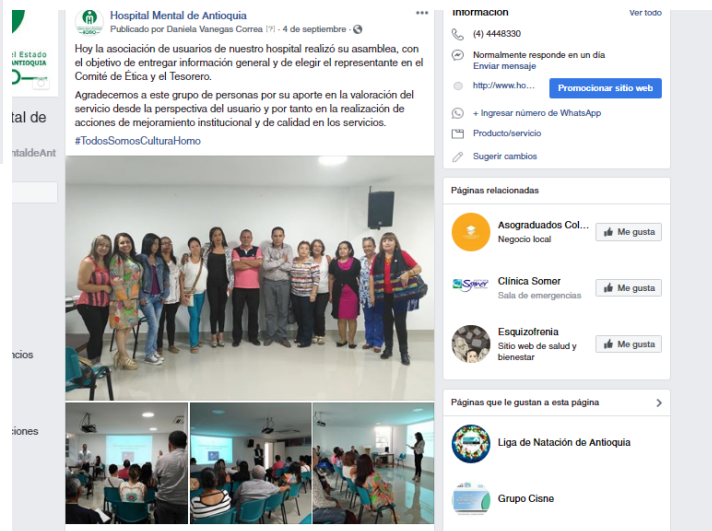 el Estado
ANTIOQUIA
tal de
ntaldeAnt
ncios
ciones
Hospital Mental de Antioquia
Publicado por Daniela Vanegas Correa [?] · 4 de septiembre ·
Hoy la asociación de usuarios de nuestro hospital realizó su asamblea, con
el objetivo de entregar información general y de elegir el representante en el
Comité de Ética y el Tesorero.
Agradecemos a este grupo de personas por su aporte en la valoración del
servicio desde la perspectiva del usuario y por tanto en la realización de
acciones de mejoramiento institucional y de calidad en los servicios.
#TodosSomosCulturaHomo
Información
Ver todo
(4) 4448330
Normalmente responde en un día
Enviar mensaje
http://www.ho...
Promocionar sitio web
+ Ingresar número de WhatsApp
Producto/servicio
Sugerir cambios
Páginas relacionadas
Asograduados Col...
Negocio local
Me gusta
Somer
Clínica Somer
Sala de emergencias
Me gusta
Esquizofrenia
Sitio web de salud y
bienestar
Me gusta
Páginas que le gustan a esta página
Liga de Natación de Antioquia
Grupo Cisne